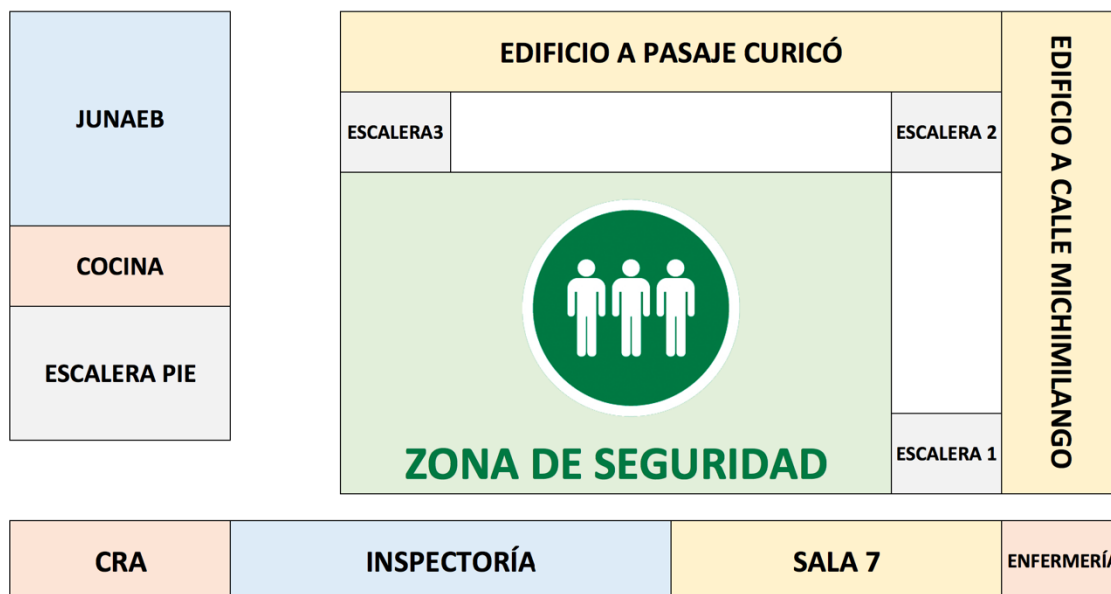 JUNAEB
COCINA
ESCALERA PIE
EDIFICIO A PASAJE CURICÓ
ESCALERA3
ESCALERA 2
EDIFICIO A CALLE MICHIMILANGO
ZONA DE SEGURIDAD
ESCALERA 1
CRA
INSPECTORÍA
SALA 7
ENFERMERÍA